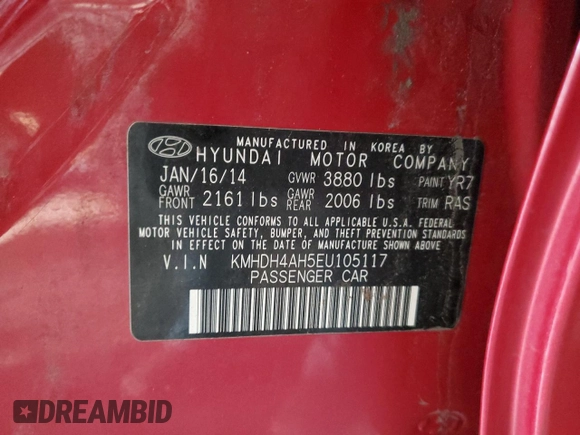 MANUFACTURED IN KOREA BY
HYUNDAI MOTOR COMPANY
JAN/16/14 GVWR 3880 lbs PAINT YR7
GAWR FRONT 2161 lbs GAWR REAR 2006 lbs TRIM RAS
THIS VEHICLE CONFORMS TO ALL APPLICABLE U.S.A. FEDERAL
MOTOR VEHICLE SAFETY, BUMPER, AND THEFT PREVENTION STANDARDS
IN EFFECT ON THE DATE OF MANUFACTURE SHOWN ABOVE
V.I.N KMHDH4AH5EU105117
PASSENGER CAR
DREAMBID